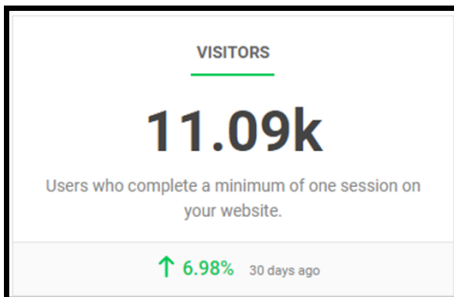 VISITORS
11.09k
Users who complete a minimum of one session on
your website.
↑ 6.98% 30 days ago